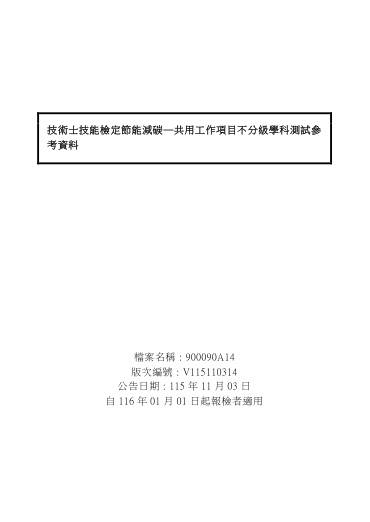 技術士技能檢定節能減碳—共用工作項目不分級學科測試參
考資料
檔案名稱：900090A14
版次編號：V115110314
公告日期：115 年 11 月 03 日
自 116 年 01 月 01 日起報檢者適用